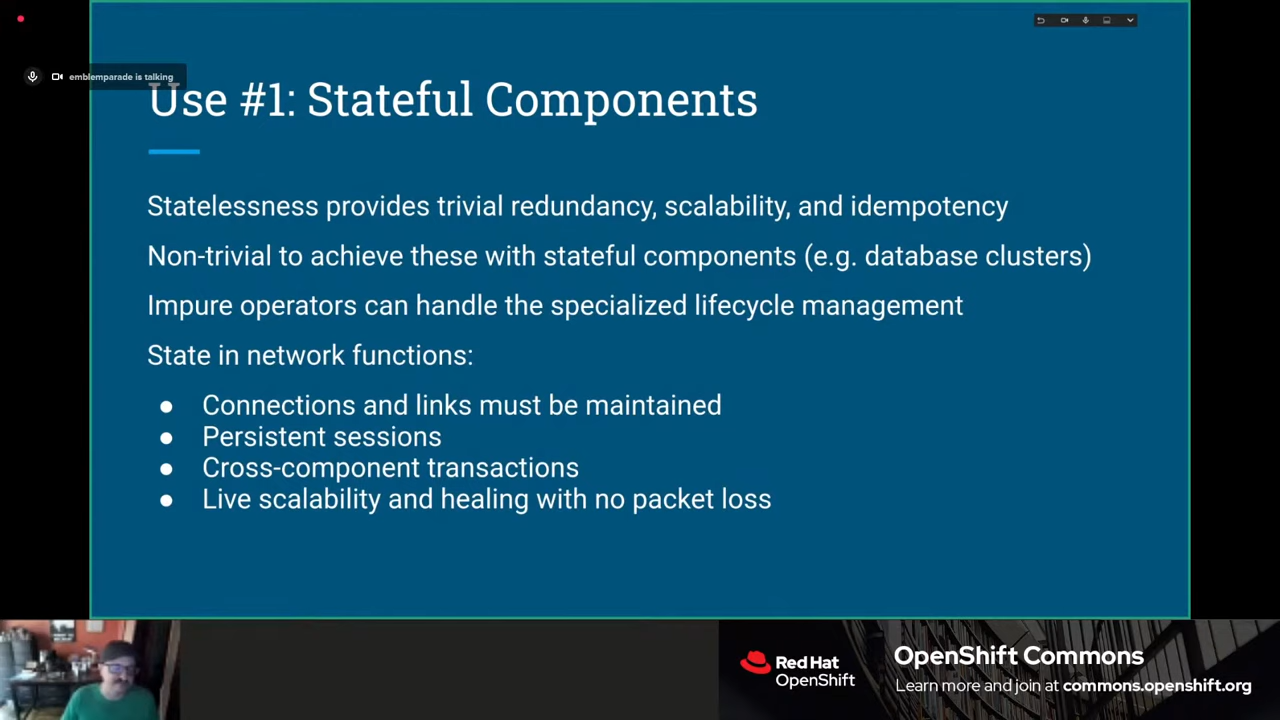 emblemparade is talking
Use #1: Stateful Components
Statelessness provides trivial redundancy, scalability, and idempotency
Non-trivial to achieve these with stateful components (e.g. database clusters)
Impure operators can handle the specialized lifecycle management
State in network functions:
● Connections and links must be maintained
● Persistent sessions
● Cross-component transactions
● Live scalability and healing with no packet loss
Red Hat
OpenShift
OpenShift Commons
Learn more and join at commons.openshift.org